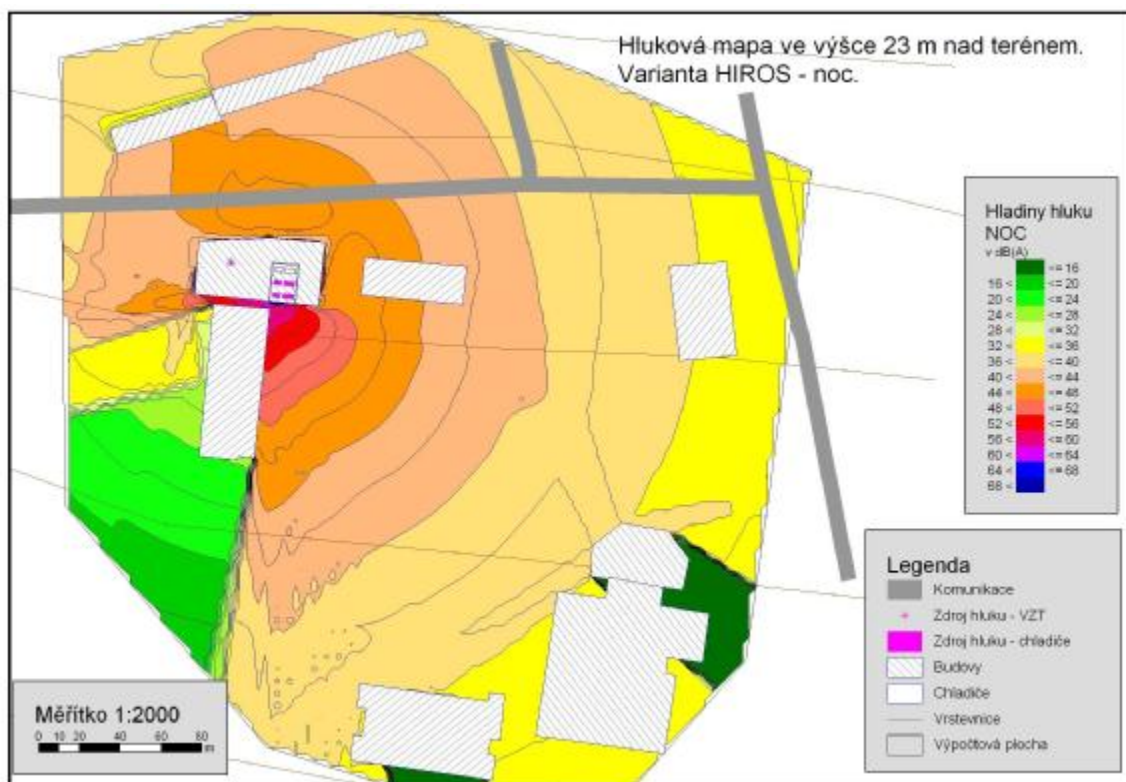 Hluková mapa ve výšce 23 m nad terénem.
Varianta HIROS - noc.
Hladiny hluku
NOC
v dB(A)
<= 16
16 < <= 20
20 < <= 24
24 < <= 28
28 < <= 32
32 < <= 36
36 < <= 40
40 < <= 44
44 < <= 48
48 < <= 52
52 < <= 56
56 < <= 60
60 < <= 64
64 < <= 68
68 <
Legenda
Komunikace
Zdroj hluku - VZT
Zdroj hluku - chladiče
Budovy
Chladiče
Vrstevnice
Výpočtová plocha
Měřítko 1:2000
0 10 20 40 60 80
m